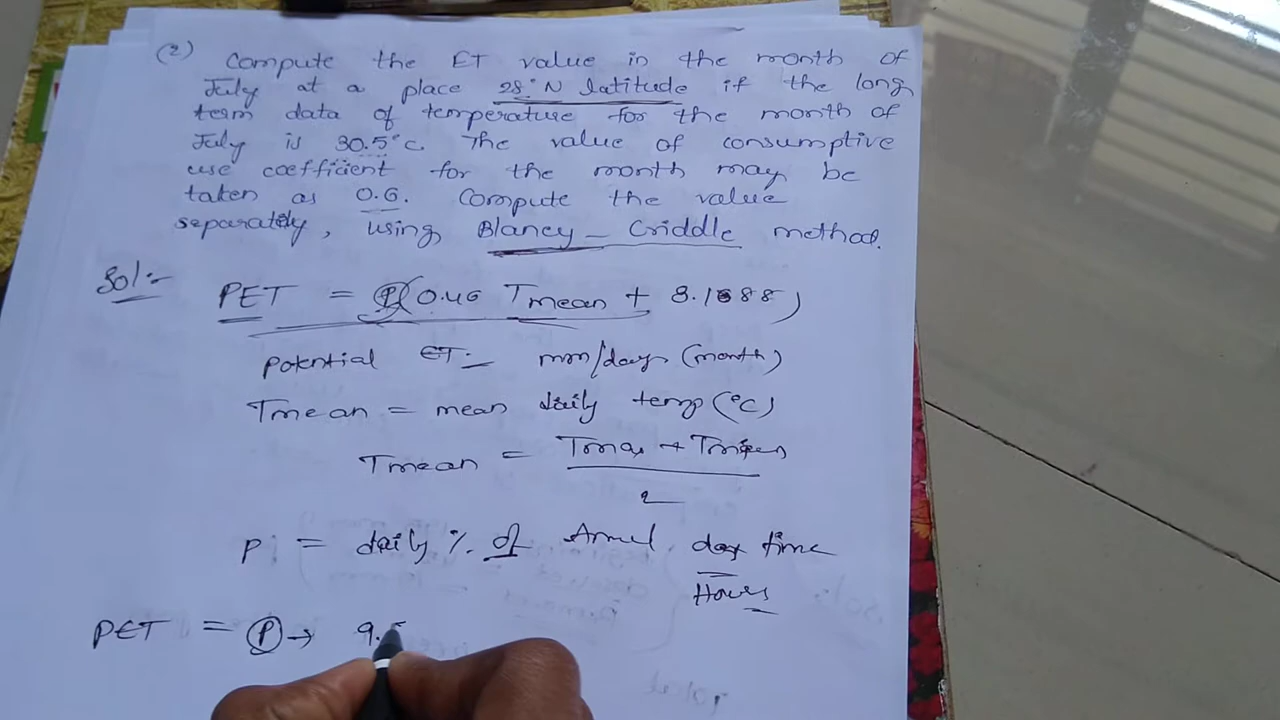 (2) Compute the ET value in the month of
July at a place 28°N latitude if the long
term data of temperature for the month of
July is 30.5°C. The value of consumptive
use coefficient for the month may be
taken as 0.6. Compute the value
separately, using Blaney - Criddle method.
Sol:-
PET = P(0.46 Tmean + 8.1688)
potential ET:- mm/day (month)
Tmean = mean daily temp (°C)
Tmean =
2
P = daily % of day time
Hours
PET = P → 9.5